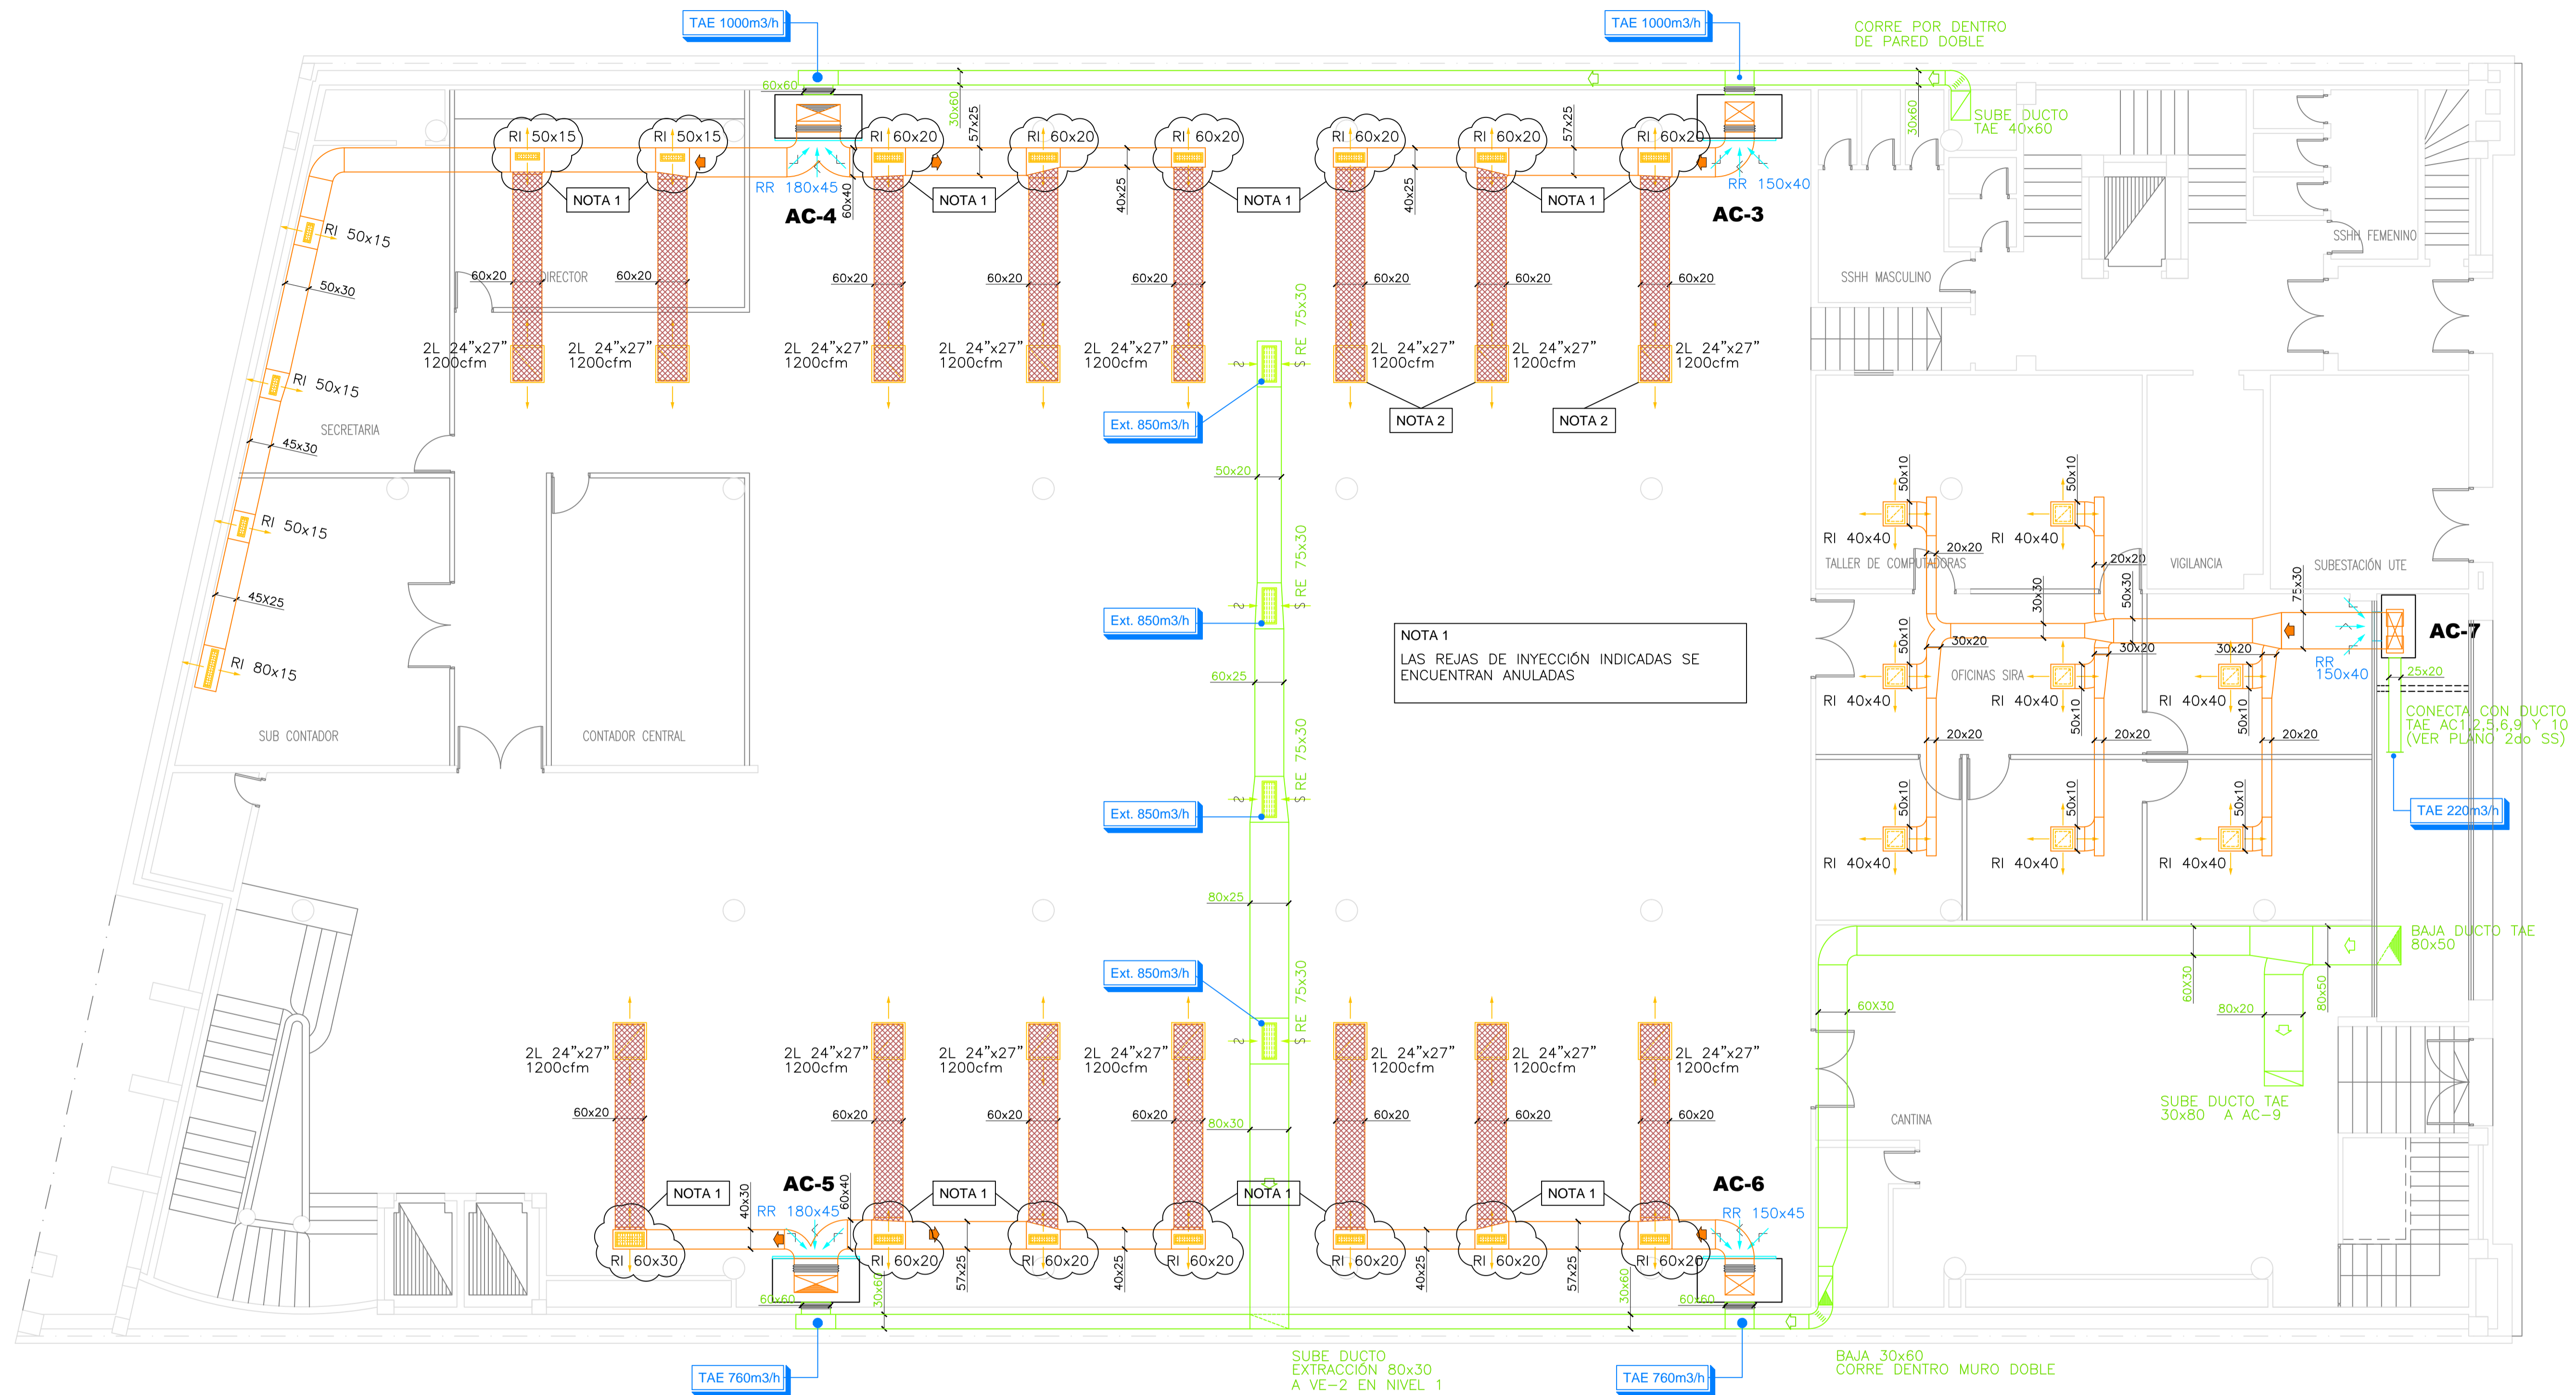 TAE 1000m3/h
TAE 1000m3/h
CORRE POR DENTRO
DE PARED DOBLE
60x60
30x60
57x25
57x25
30x60
SUBE DUCTO
TAE 40x60
RI 50x15
RI 50x15
RI 60x20
RI 60x20
RI 60x20
RI 60x20
RI 60x20
RI 60x20
NOTA 1
NOTA 1
NOTA 1
NOTA 1
RR 180x45
60x40
40x25
40x25
RR 150x40
AC-4
AC-3
RI 50x15
50x30
SSHH FEMENINO
SSHH MASCULINO
60x20
DIRECTOR
60x20
60x20
60x20
60x20
60x20
60x20
60x20
S RE 75x30
2L 24"x27"
1200cfm
2L 24"x27"
1200cfm
2L 24"x27"
1200cfm
2L 24"x27"
1200cfm
2L 24"x27"
1200cfm
2L 24"x27"
1200cfm
2L 24"x27"
1200cfm
2L 24"x27"
1200cfm
2
RI 50x15
NOTA 2
NOTA 2
Ext. 850m3/h
SECRETARIA
45x30
50x20
RI 50x15
50x10
50x10
RI 40x40
RI 40x40
20x20
20x20
TALLER DE COMPUTADORAS
VIGILANCIA
SUBESTACIÓN UTE
S RE 75x30
2
45X25
Ext. 850m3/h
30x30
50x30
75x30
AC-7
NOTA 1
LAS REJAS DE INYECCIÓN INDICADAS SE
ENCUENTRAN ANULADAS
30x20
30x20
30x20
50x10
50x10
50x10
RI 80x15
60x25
OFICINAS SIRA
RR
150x40
25x20
RI 40x40
RI 40x40
RI 40x40
CONECTA CON DUCTO
TAE AC1,2,5,6,9 Y 10
(VER PLANO 2do SS)
SUB CONTADOR
CONTADOR CENTRAL
20x20
20x20
20x20
S RE 75x30
2
Ext. 850m3/h
TAE 220m3/h
50x10
50x10
50x10
RI 40x40
RI 40x40
RI 40x40
80x25
BAJA DUCTO TAE
80x50
60X30
80x50
Ext. 850m3/h
S RE 75x30
2
60X30
80x20
2L 24"x27"
1200cfm
2L 24"x27"
1200cfm
2L 24"x27"
1200cfm
2L 24"x27"
1200cfm
2L 24"x27"
1200cfm
2L 24"x27"
1200cfm
2L 24"x27"
1200cfm
SUBE DUCTO TAE
30x80 A AC-9
60x20
60x20
60x20
60x20
60x20
60x20
60x20
80x30
CANTINA
AC-5
AC-6
NOTA 1
NOTA 1
NOTA 1
NOTA 1
RR 180x45
RR 150x45
40x30
60x40
RI 60x30
RI 60x20
RI 60x20
RI 60x20
RI 60x20
RI 60x20
RI 60x20
57x25
40x25
40x25
57x25
60x60
30x60
30x60
60x60
TAE 760m3/h
TAE 760m3/h
SUBE DUCTO
EXTRACCIÓN 80x30
A VE-2 EN NIVEL 1
BAJA 30x60
CORRE DENTRO MURO DOBLE